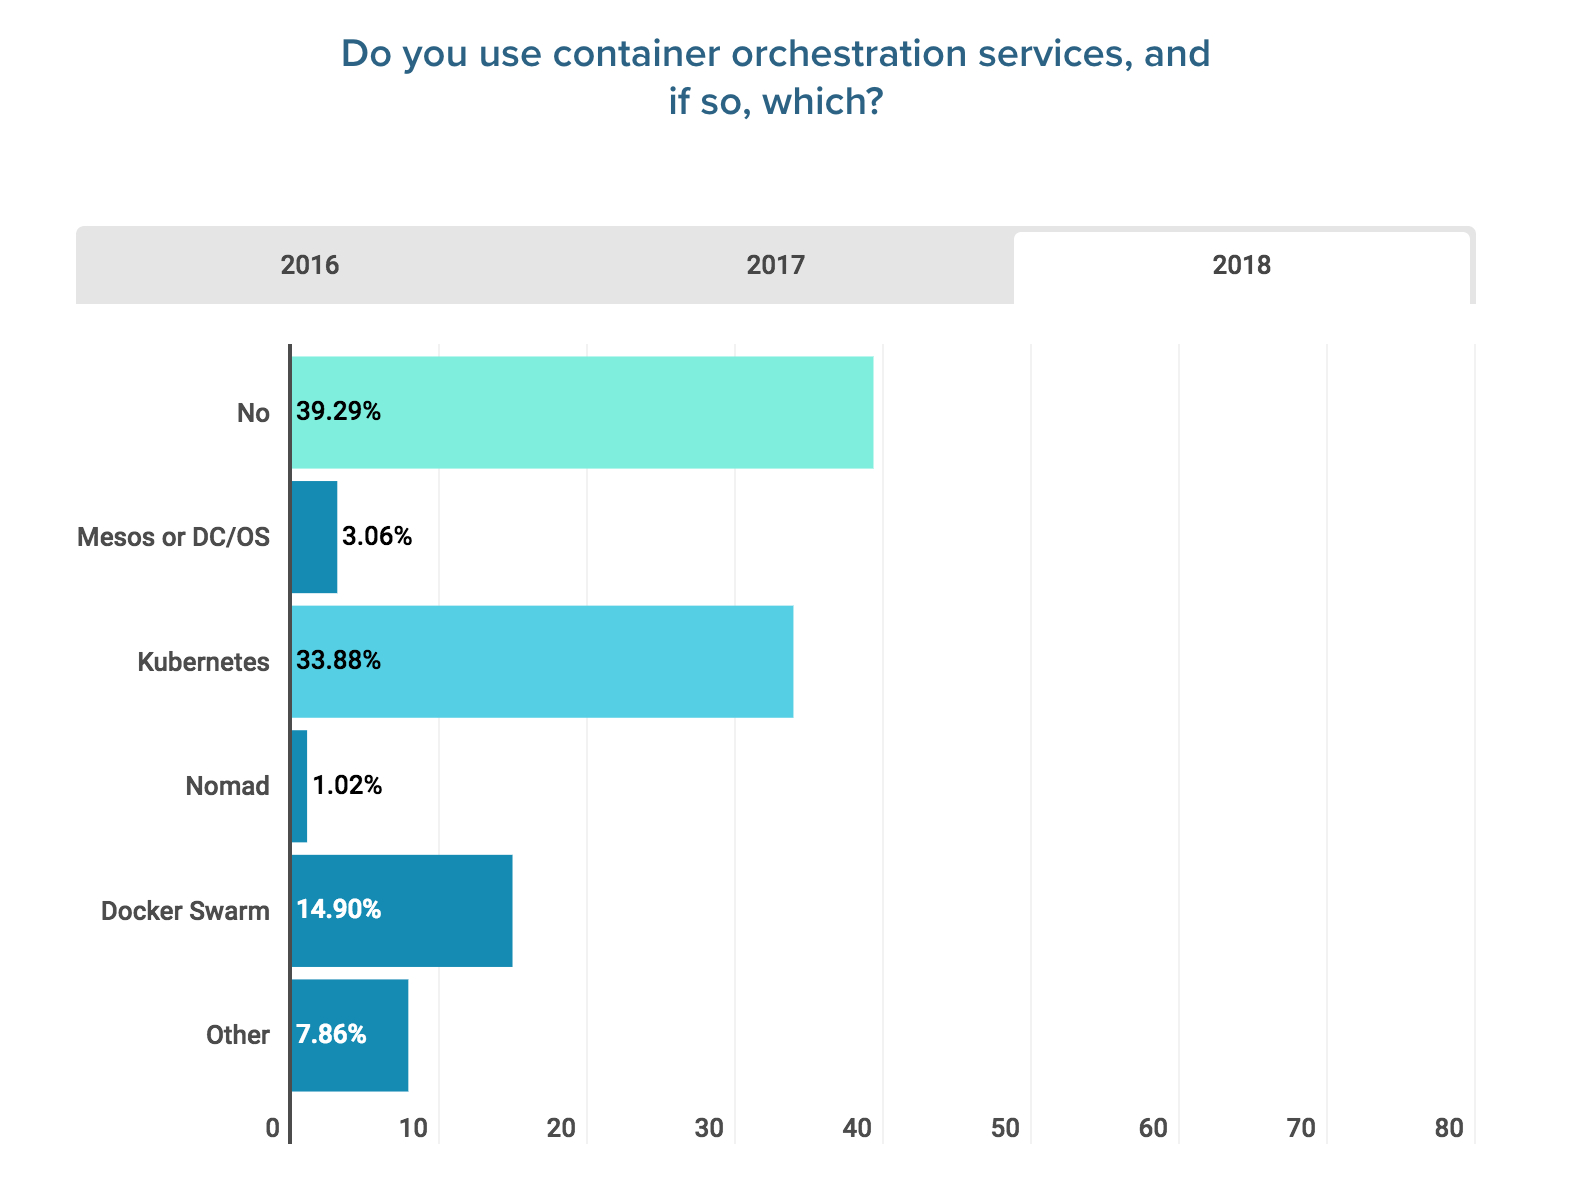 Do you use container orchestration services, and
if so, which?
2016 2017 2018
No 39.29%
Mesos or DC/OS 3.06%
Kubernetes 33.88%
Nomad 1.02%
Docker Swarm 14.90%
Other 7.86%
0 10 20 30 40 50 60 70 80